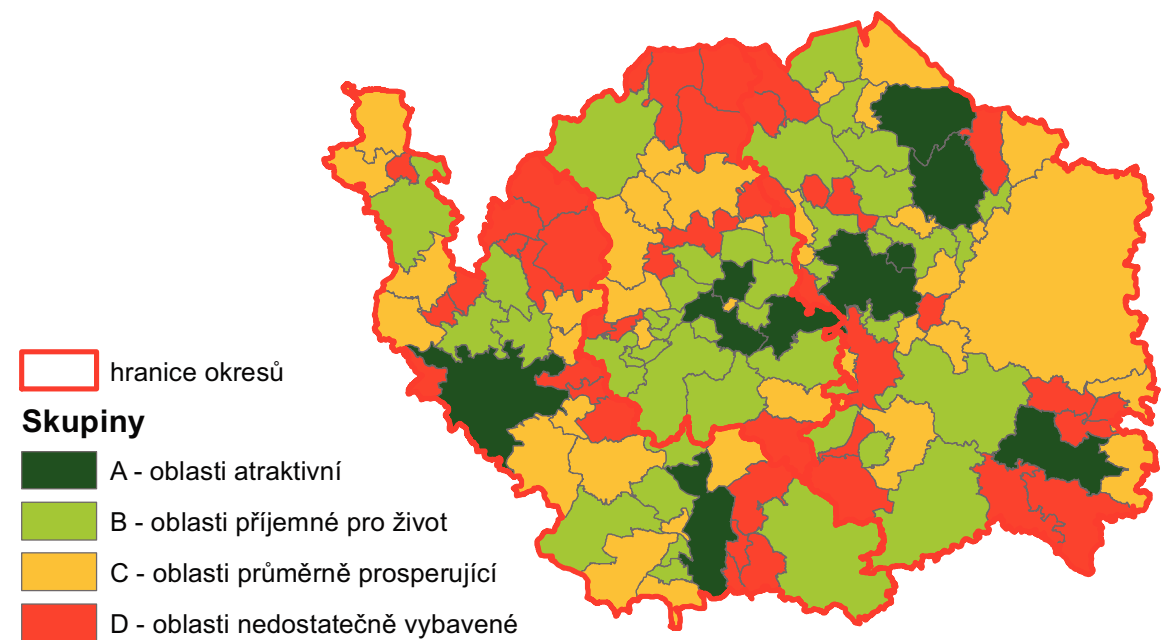 hranice okresů
Skupiny
A - oblasti atraktivní
B - oblasti příjemné pro život
C - oblasti průměrně prosperující
D - oblasti nedostatečně vybavené